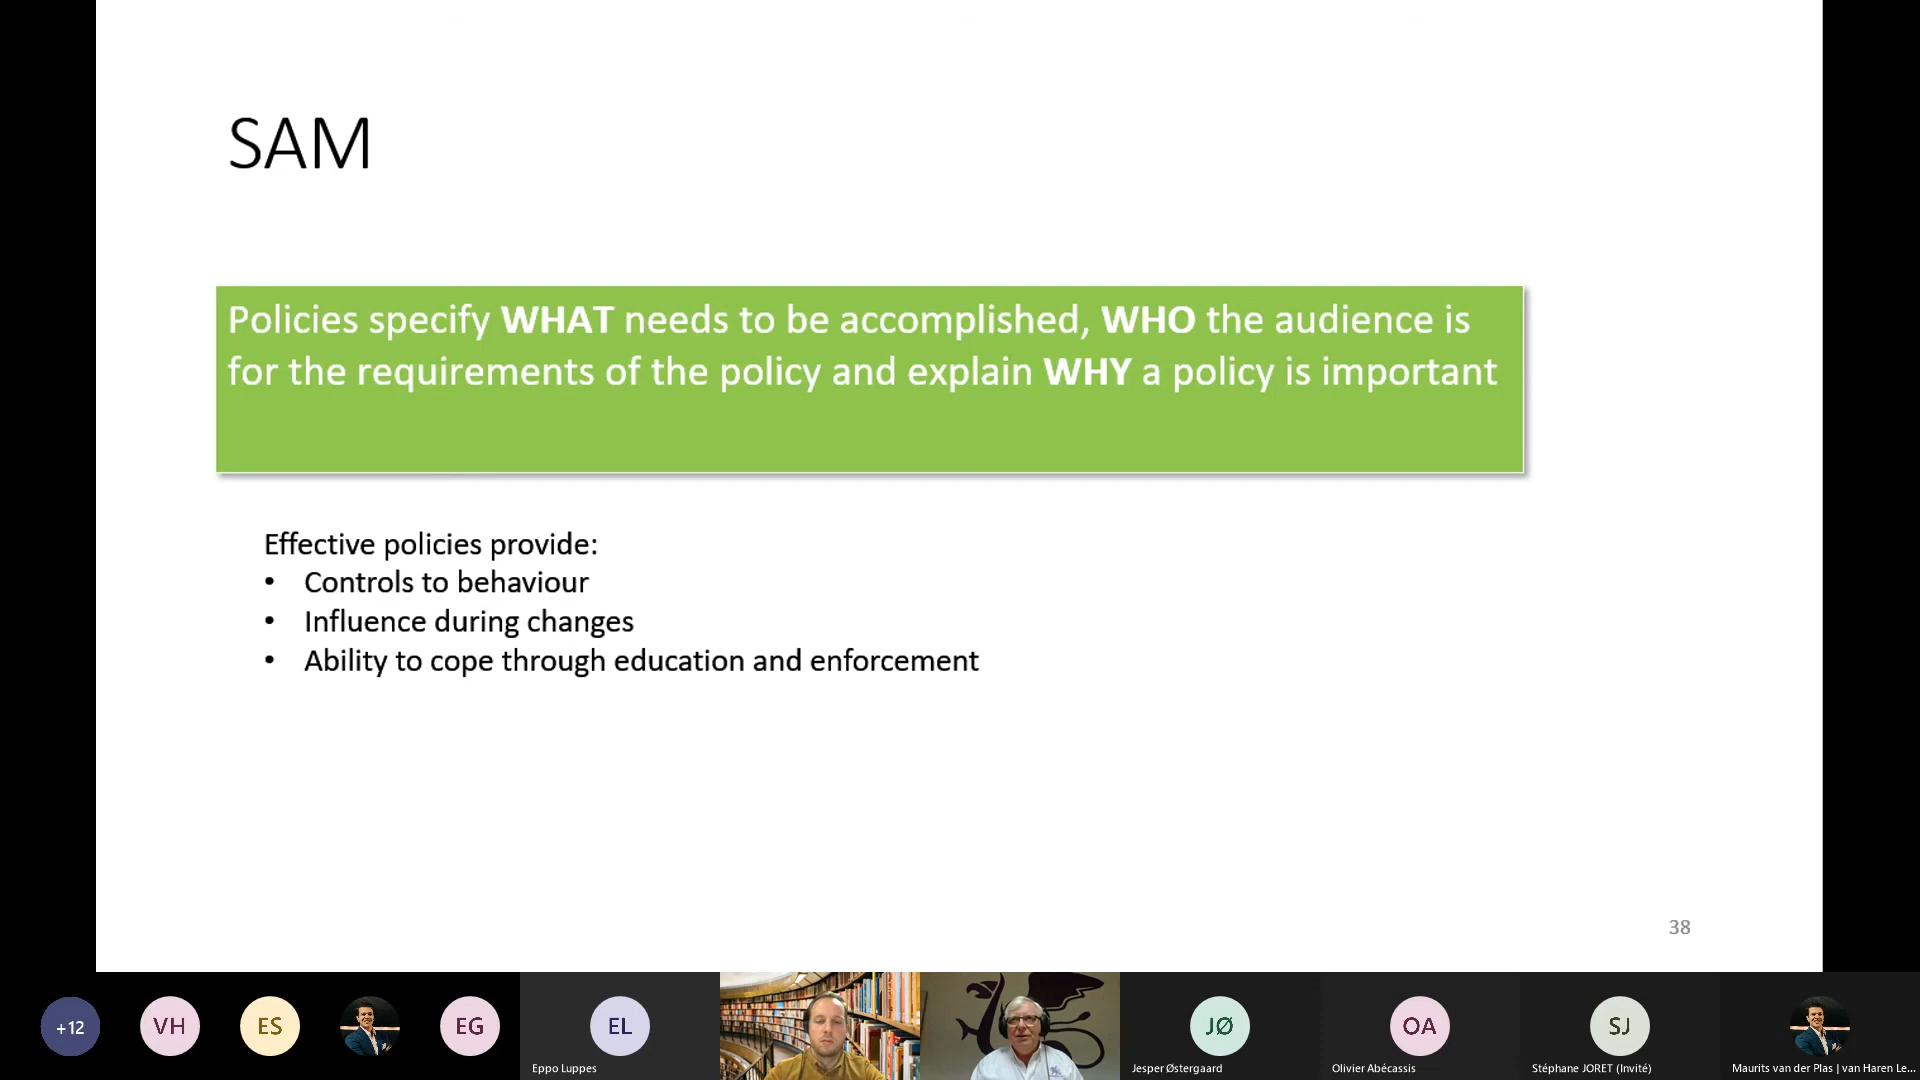 SAM
Policies specify WHAT needs to be accomplished, WHO the audience is
for the requirements of the policy and explain WHY a policy is important
Effective policies provide:
• Controls to behaviour
• Influence during changes
• Ability to cope through education and enforcement
38
+12
VH
ES
EG
EL
JØ
OA
SJ
Eppo Luppes
Jesper Østergaard
Olivier Abécassis
Stéphane JORET (Invité)
Maurits van der Plas | van Haren Le...